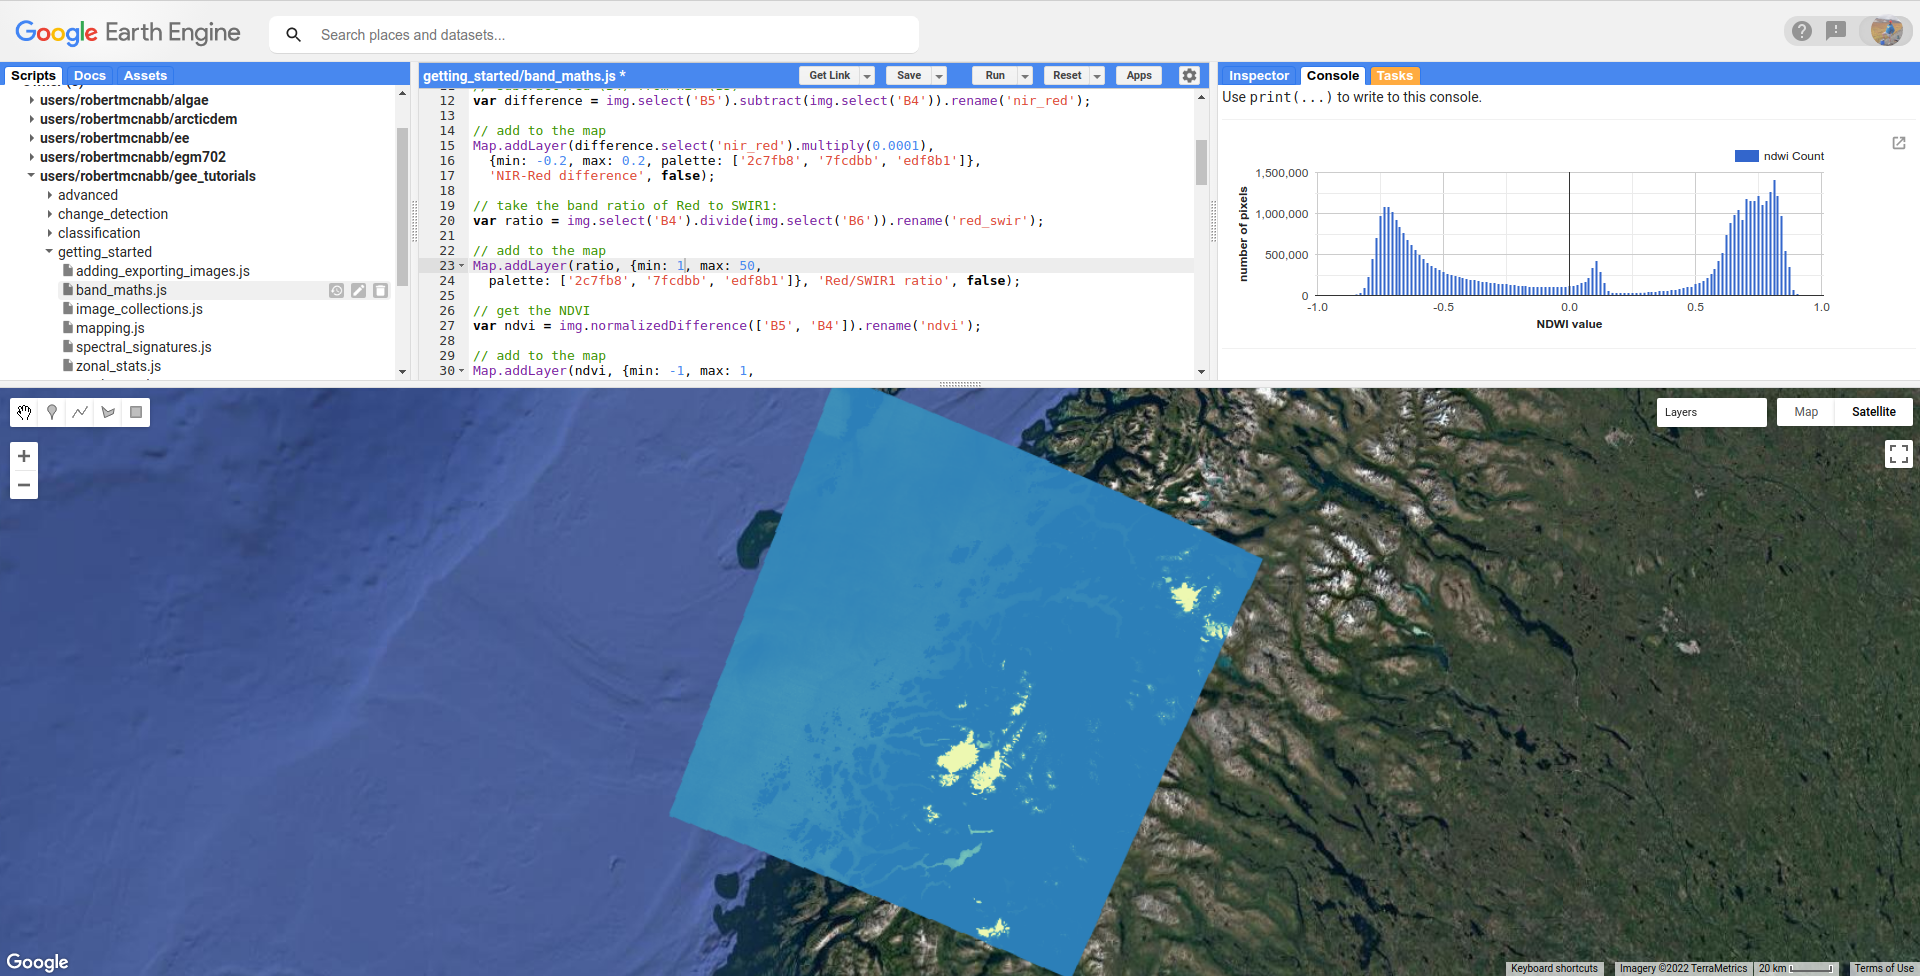 Google Earth Engine
Search places and datasets...
Scripts Docs Assets
users/robertmcnabb/algae
users/robertmcnabb/arcticdem
users/robertmcnabb/ee
users/robertmcnabb/egm702
users/robertmcnabb/gee_tutorials
advanced
change_detection
classification
getting_started
adding_exporting_images.js
band_maths.js
image_collections.js
mapping.js
spectral_signatures.js
zonal_stats.js
getting_started/band_maths.js *
Get Link Save Run Reset Apps
12 var difference = img.select('B5').subtract(img.select('B4')).rename('nir_red');
13
14 // add to the map
15 Map.addLayer(difference.select('nir_red').multiply(0.0001),
16 {min: -0.2, max: 0.2, palette: ['2c7fb8', '7fcdbb', 'edf8b1']},
17 'NIR-Red difference', false);
18
19 // take the band ratio of Red to SWIR1:
20 var ratio = img.select('B4').divide(img.select('B6')).rename('red_swir');
21
22 // add to the map
23 Map.addLayer(ratio, {min: 1, max: 50,
24 palette: ['2c7fb8', '7fcdbb', 'edf8b1']}, 'Red/SWIR1 ratio', false);
25
26 // get the NDVI
27 var ndvi = img.normalizedDifference(['B5', 'B4']).rename('ndvi');
28
29 // add to the map
30 Map.addLayer(ndvi, {min: -1, max: 1,
Inspector Console Tasks
Use print(...) to write to this console.
ndwi Count
number of pixels
1,500,000
1,000,000
500,000
0
-1.0 -0.5 0.0 0.5 1.0
NDWI value
Layers
Map Satellite
Google
Keyboard shortcuts Imagery ©2022 TerraMetrics 20 km Terms of Use